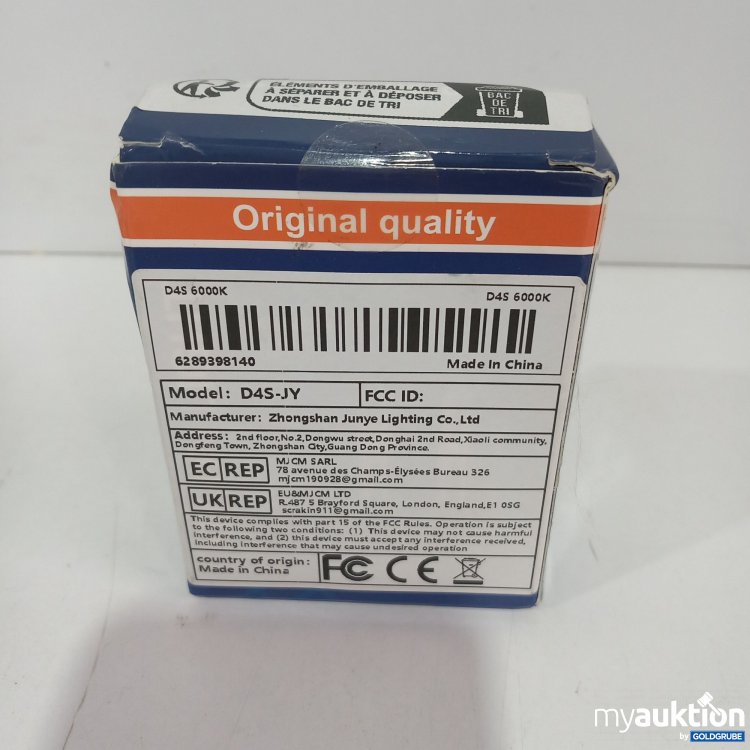 ÉLÉMENTS D'EMBALLAGE
À SÉPARER ET À DÉPOSER
DANS LE BAC DE TRI
BAC
DE
TRI
Original quality
D4S 6000K
D4S 6000K
6289398140
Made In China
Model: D4S-JY
FCC ID:
Manufacturer: Zhongshan Junye Lighting Co.,Ltd
Address: 2nd floor,No.2,Dongwu street,Donghai 2nd Road,Xiaoli community,
Dongfeng Town, Zhongshan City,Guang Dong Province.
EC REP
MJCM SARL
78 avenue des Champs-Élysées Bureau 326
mjcm190928@gmail.com
UK REP
EU&MJCM LTD
R.487 5 Brayford Square, London, England,E1 0SG
scrakin911@gmail.com
This device complies with part 15 of the FCC Rules. Operation is subject
to the following two conditions: (1) This device may not cause harmful
interference, and (2) this device must accept any interference received,
including interference that may cause undesired operation
country of origin:
Made in China
FC CE
myauktion
by GOLDGRUBE